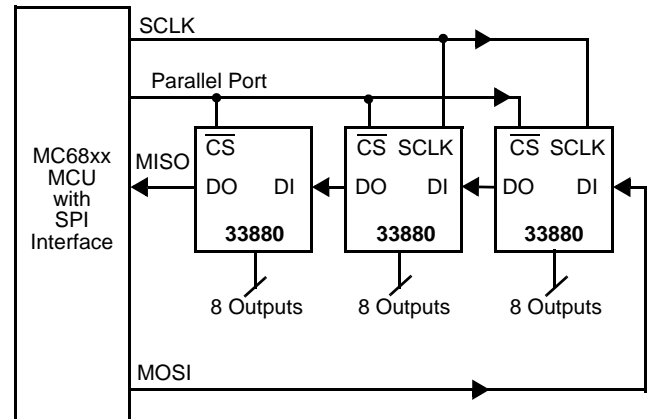 SCLK
Parallel Port
MC68xx
MCU
with
SPI
Interface
MISO
CS
DO DI
33880
8 Outputs
CS SCLK
DO DI
33880
8 Outputs
CS SCLK
DO DI
33880
8 Outputs
MOSI